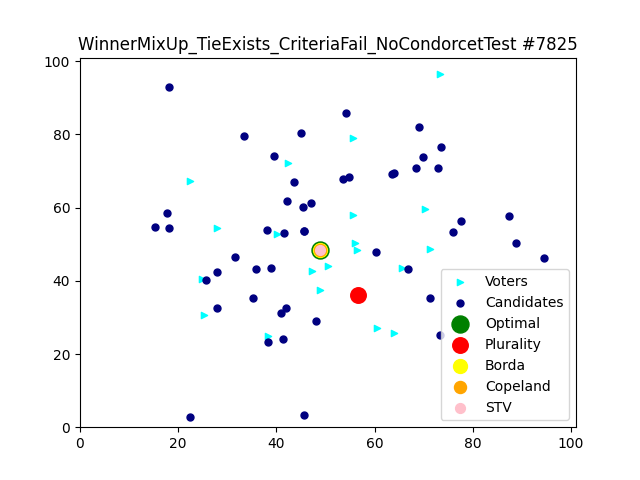 WinnerMixUp_TieExists_CriteriaFail_NoCondorcetTest #7825
100
80
60
40
20
0
0 20 40 60 80 100
Voters
Candidates
Optimal
Plurality
Borda
Copeland
STV